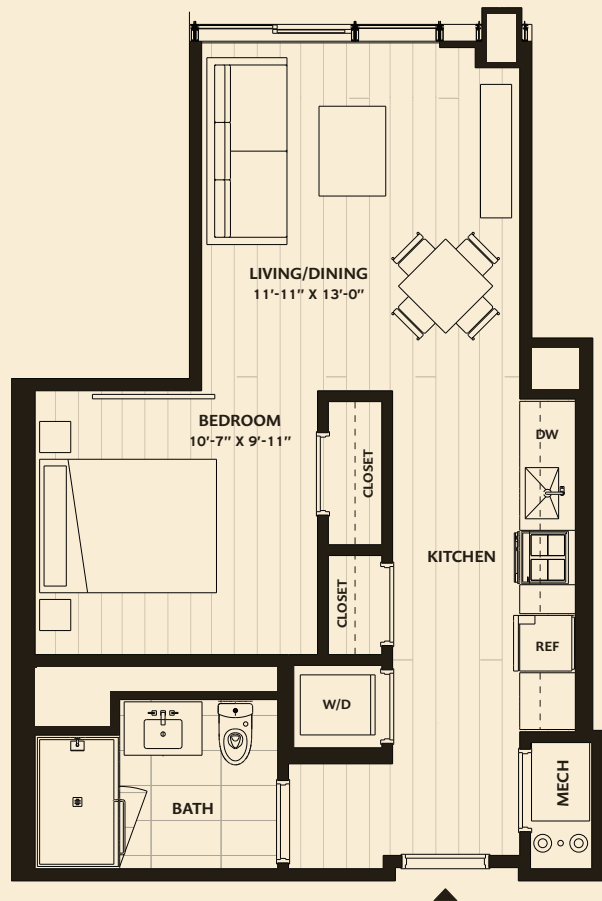 LIVING/DINING
11'-11" X 13'-0"
BEDROOM
10'-7" X 9'-11"
DW
CLOSET
KITCHEN
CLOSET
REF
W/D
MECH
BATH